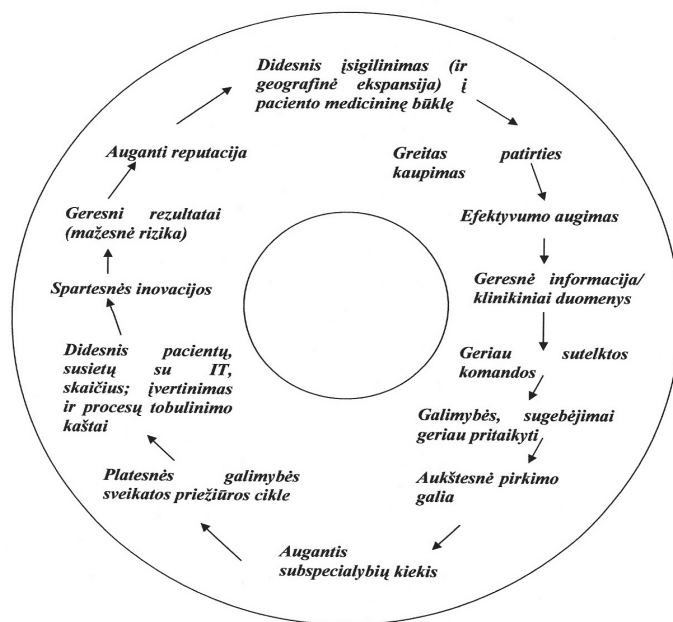 Didesnis įsigilinimas (ir
geografinė ekspansija) į
paciento medicininę būklę
Greitas patirties
kaupimas
Efektyvumo augimas
Geresnė informacija/
klinikiniai duomenys
Geriau sutelktos
komandos
Galimybės, sugebėjimai
geriau pritaikyti
Aukštesnė pirkimo
galia
Augantis
subspecialybių kiekis
Platesnės galimybės
sveikatos priežiūros cikle
Didesnis pacientų,
susietų su IT,
skaičius; įvertinimas
ir procesų tobulinimo
kaštai
Spartesnės inovacijos
Geresni rezultatai
(mažesnė rizika)
Auganti reputacija